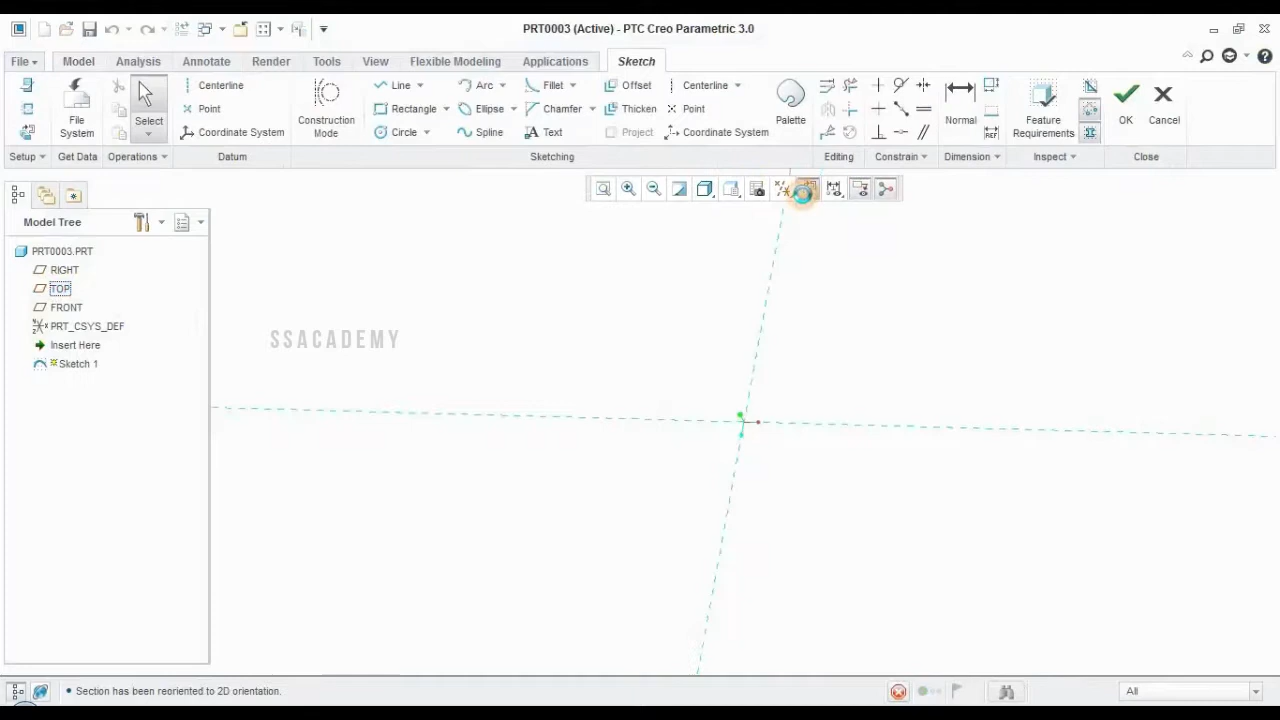 PRT0003 (Active) - PTC Creo Parametric 3.0
File Model Analysis Annotate Render Tools View Flexible Modeling Applications Sketch
Centerline Line Arc Fillet Offset Centerline
Point Rectangle Ellipse Chamfer Thicken Point
Coordinate System Circle Spline Text Project Coordinate System
File System Select Construction Mode Palette Normal Feature Requirements OK Cancel
Setup Get Data Operations Datum Sketching Editing Constrain Dimension Inspect Close
Model Tree
PRT0003.PRT
RIGHT
TOP
FRONT
PRT_CSYS_DEF
Insert Here
Sketch 1
SSACADEMY
Section has been reoriented to 2D orientation.
All